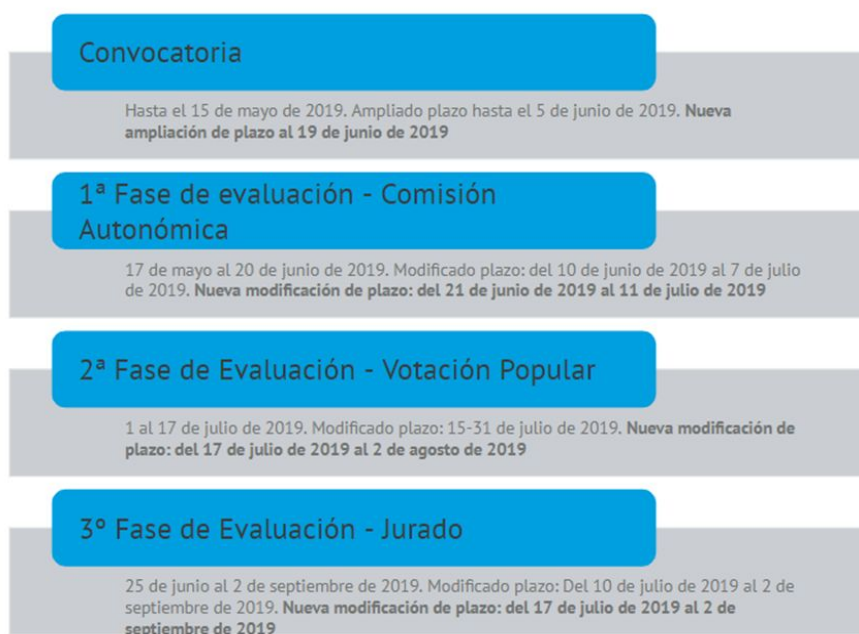 Convocatoria
Hasta el 15 de mayo de 2019. Ampliado plazo hasta el 5 de junio de 2019. Nueva
ampliación de plazo al 19 de junio de 2019
1ª Fase de evaluación - Comisión
Autonómica
17 de mayo al 20 de junio de 2019. Modificado plazo: del 10 de junio de 2019 al 7 de julio
de 2019. Nueva modificación de plazo: del 21 de junio de 2019 al 11 de julio de 2019
2ª Fase de Evaluación - Votación Popular
1 al 17 de julio de 2019. Modificado plazo: 15-31 de julio de 2019. Nueva modificación de
plazo: del 17 de julio de 2019 al 2 de agosto de 2019
3º Fase de Evaluación - Jurado
25 de junio al 2 de septiembre de 2019. Modificado plazo: Del 10 de julio de 2019 al 2 de
septiembre de 2019. Nueva modificación de plazo: del 17 de julio de 2019 al 2 de
septiembre de 2019